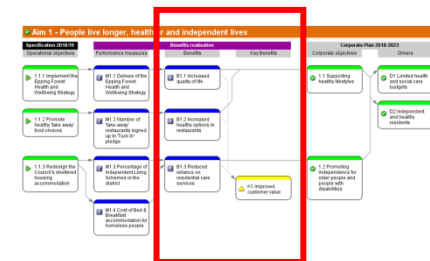 Aim 1 - People live longer, healthier and independent lives
Specification 2018/19
Benefits realisation
Corporate Plan 2018-2023
Operational objectives
Performance measures
Benefits
Key Benefits
Corporate objectives
Drivers
1.1.1 Implement the
Epping Forest
Health and
Wellbeing Strategy
M1.1 Delivery of the
Epping Forest
Health and
Wellbeing Strategy
B1.1 Increased
quality of life
1.1 Supporting
healthy lifestyles
D1 Limited health
and social care
budgets
1.1.2 Promote
healthy 'take away'
food choices
M1.2 Number of
'take-away'
restaurants signed
up to 'Tuck in'
pledge
B1.2 Increased
healthy options in
restaurants
D2 Independent
and healthy
residents
1.1.3 Redesign the
Council's sheltered
housing
accommodation
M1.3 Percentage of
Independent Living
Schemes in the
district
B1.3 Reduced
reliance on
residential care
services
K1 Improved
customer value
1.2 Promoting
independence for
older people and
people with
disabilities
M1.4 Cost of Bed &
Breakfast
accommodation for
homeless people